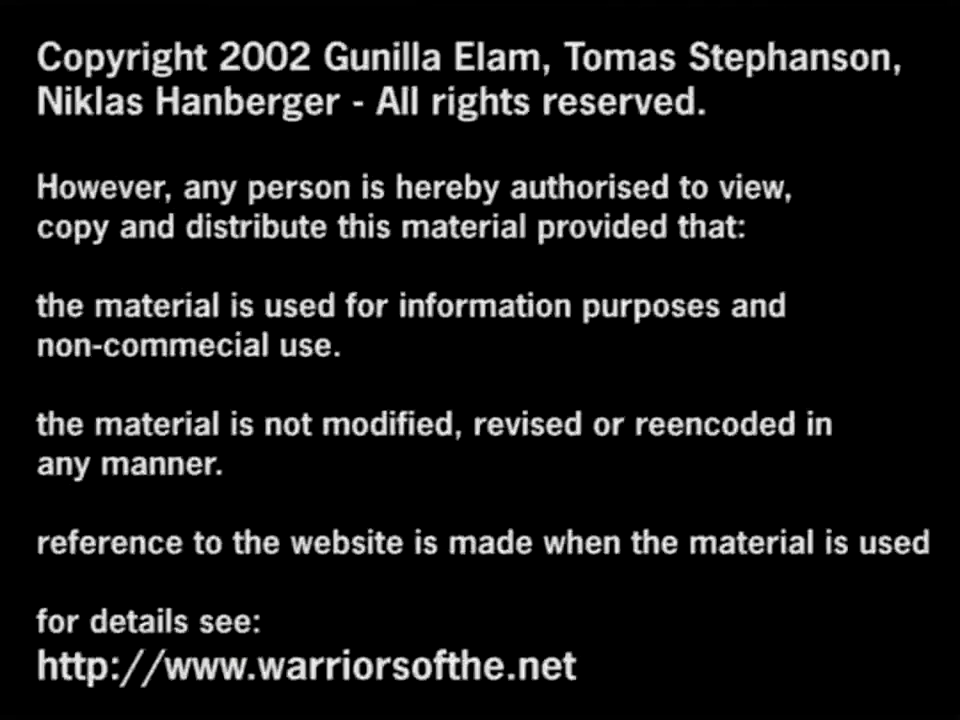 Copyright 2002 Gunilla Elam, Tomas Stephanson,
Niklas Hanberger - All rights reserved.
However, any person is hereby authorised to view,
copy and distribute this material provided that:
the material is used for information purposes and
non-commecial use.
the material is not modified, revised or reencoded in
any manner.
reference to the website is made when the material is used
for details see:
http://www.warriorsofthe.net